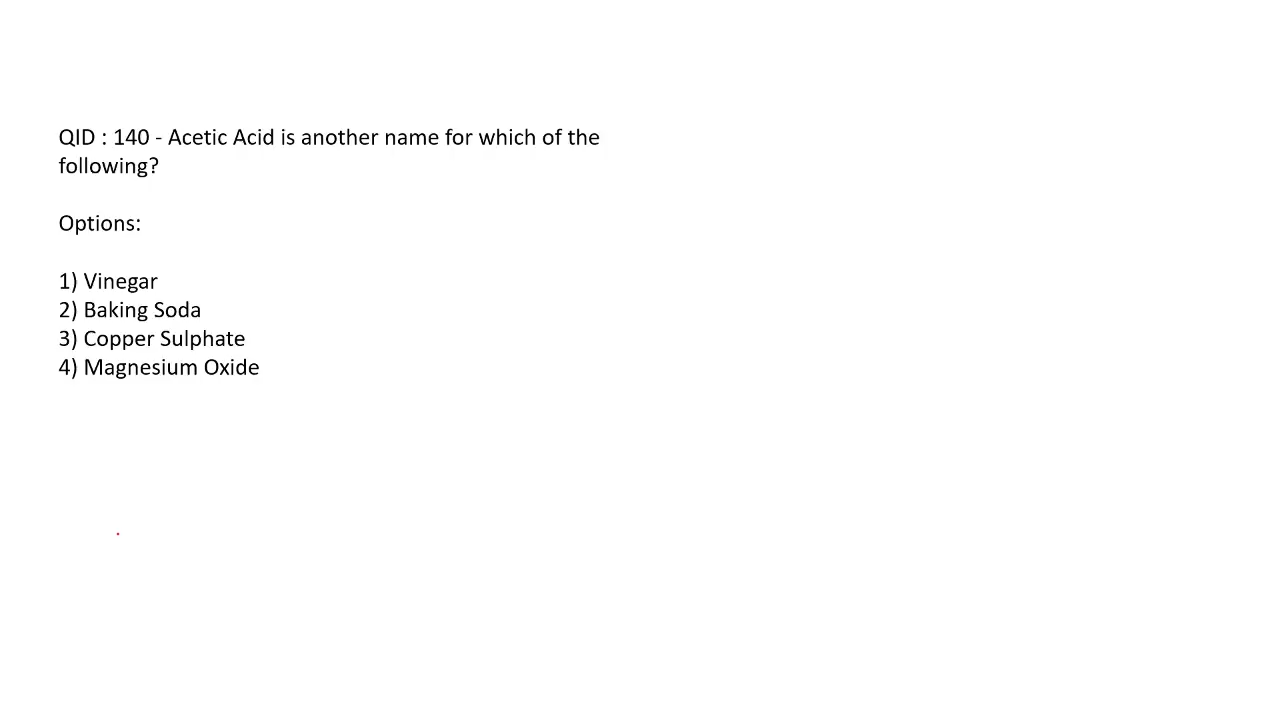 QID : 140 - Acetic Acid is another name for which of the
following?
Options:
1) Vinegar
2) Baking Soda
3) Copper Sulphate
4) Magnesium Oxide